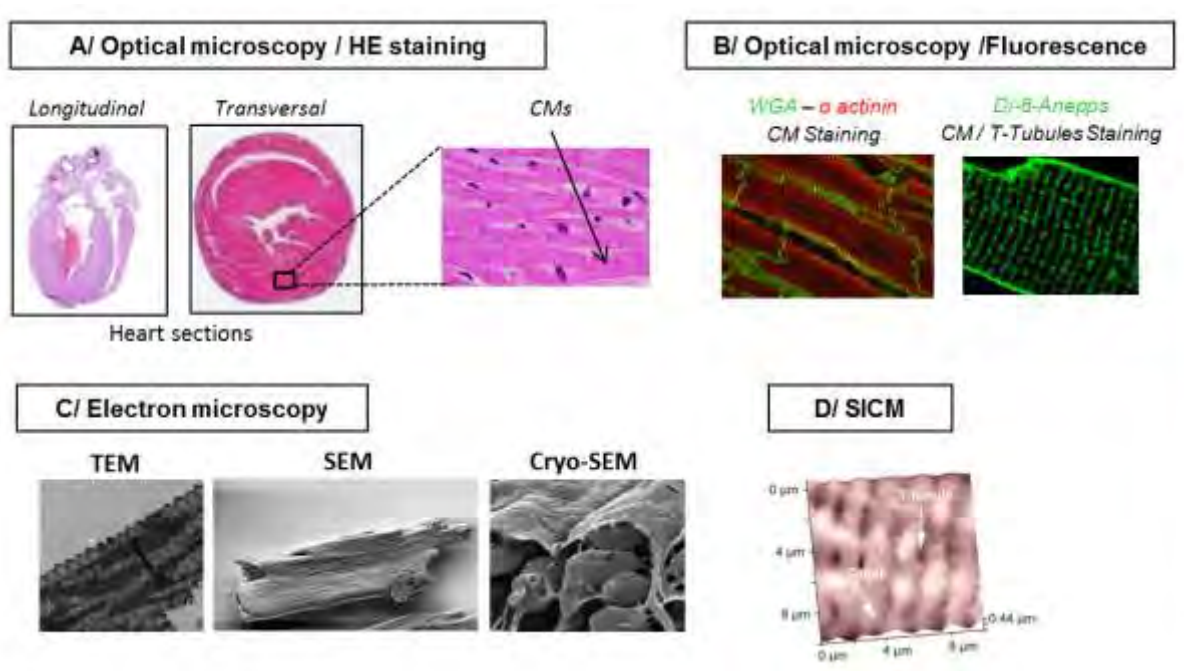 A/ Optical microscopy / HE staining
B/ Optical microscopy /Fluorescence
Longitudinal
Transversal
CMs
WGA – α actinin
CM Staining
Di-8-Anepps
CM / T-Tubules Staining
Heart sections
C/ Electron microscopy
D/ SICM
TEM
SEM
Cryo-SEM
0 µm
4 µm
8 µm
0.44 µm
0 µm
4 µm
8 µm